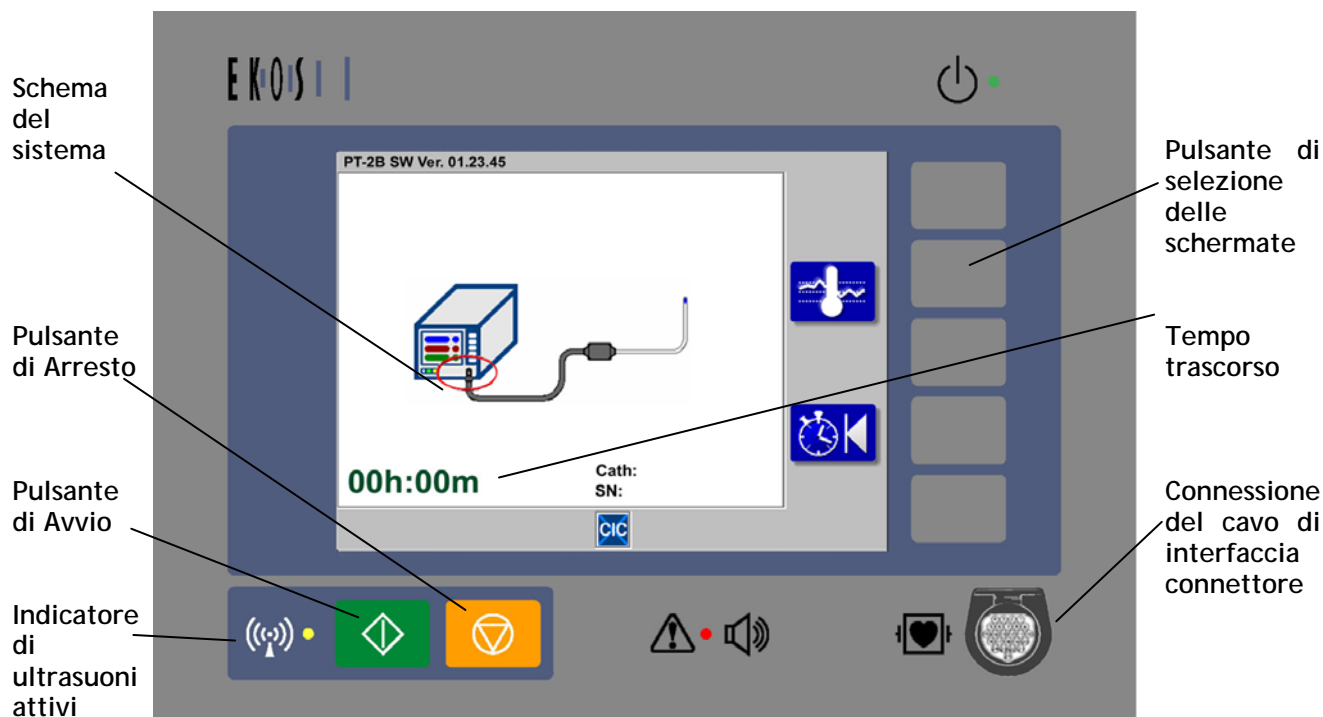 Schema
del
sistema
Pulsante
di Arresto
Pulsante
di Avvio
Indicatore
di
ultrasuoni
attivi
EKOS
PT-2B SW Ver. 01.23.45
00h:00m
Cath:
SN:
CIC
Pulsante di
selezione
delle
schermate
Tempo
trascorso
Connessione
del cavo di
interfaccia
connettore